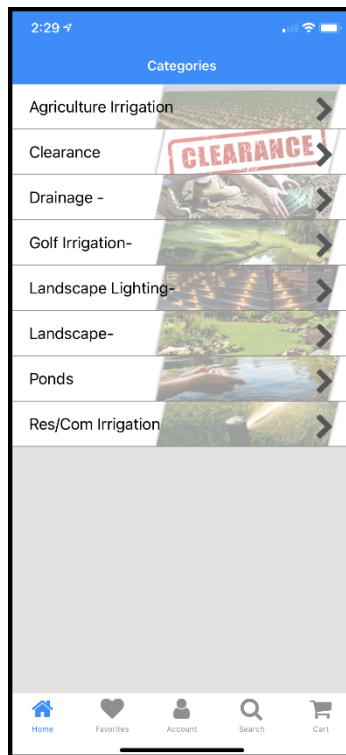 2:29
Categories
Agriculture Irrigation
Clearance
CLEARANCE
Drainage -
Golf Irrigation-
Landscape Lighting-
Landscape-
Ponds
Res/Com Irrigation
Home Favorites Account Search Cart